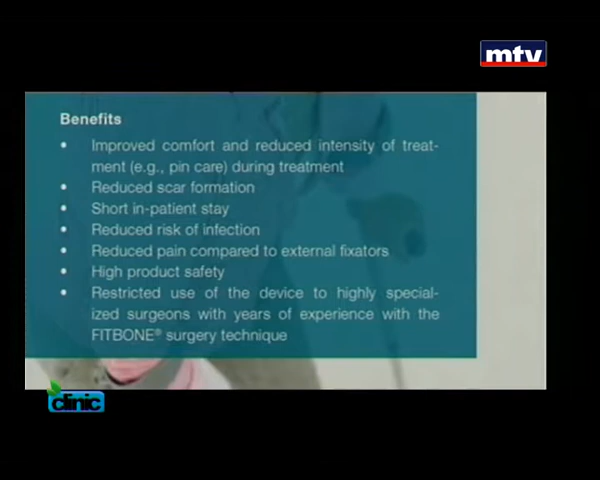 mtv
Benefits
• Improved comfort and reduced intensity of treat-
ment (e.g., pin care) during treatment
• Reduced scar formation
• Short in-patient stay
• Reduced risk of infection
• Reduced pain compared to external fixators
• High product safety
• Restricted use of the device to highly special-
ized surgeons with years of experience with the
FITBONE® surgery technique
clinic